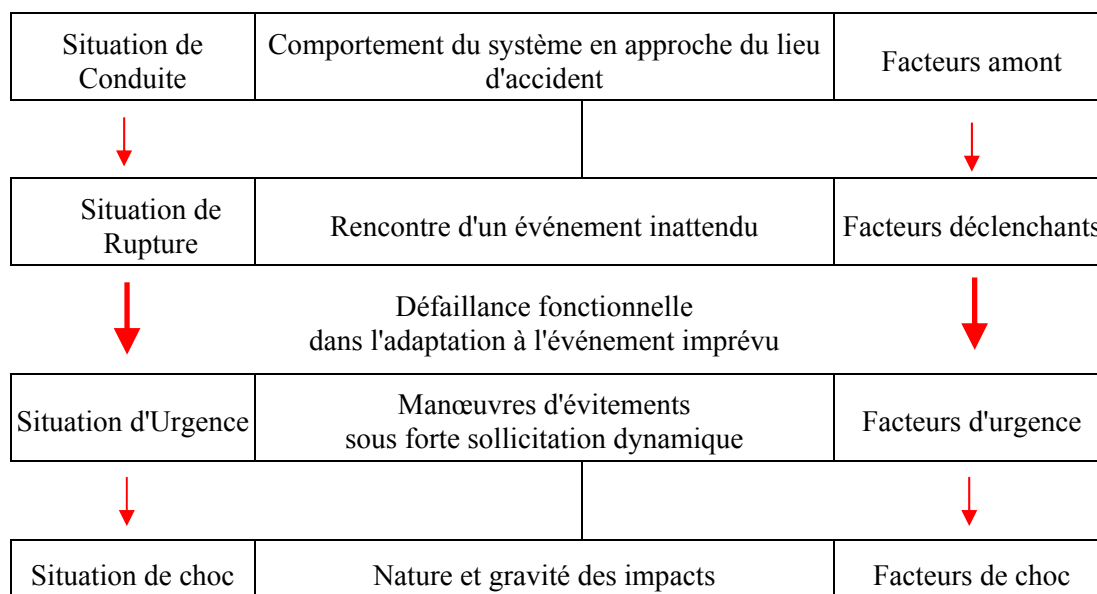 Situation de
Conduite
Comportement du système en approche du lieu
d'accident
Facteurs amont
Situation de
Rupture
Rencontre d'un événement inattendu
Facteurs déclenchants
Défaillance fonctionnelle
dans l'adaptation à l'événement imprévu
Situation d'Urgence
Manœuvres d'évitements
sous forte sollicitation dynamique
Facteurs d'urgence
Situation de choc
Nature et gravité des impacts
Facteurs de choc